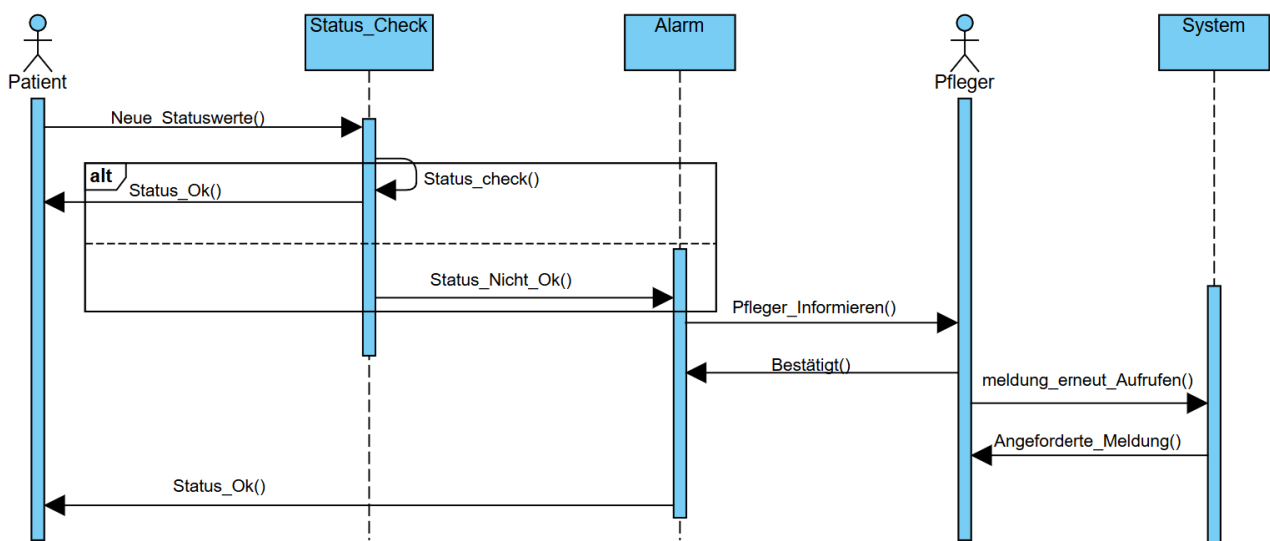 Status_Check
Alarm
System
Patient
Pfleger
Neue_Statuswerte()
alt
Status_check()
Status_Ok()
Status_Nicht_Ok()
Pfleger_Informieren()
Bestätigt()
meldung_erneut_Aufrufen()
Angeforderte_Meldung()
Status_Ok()